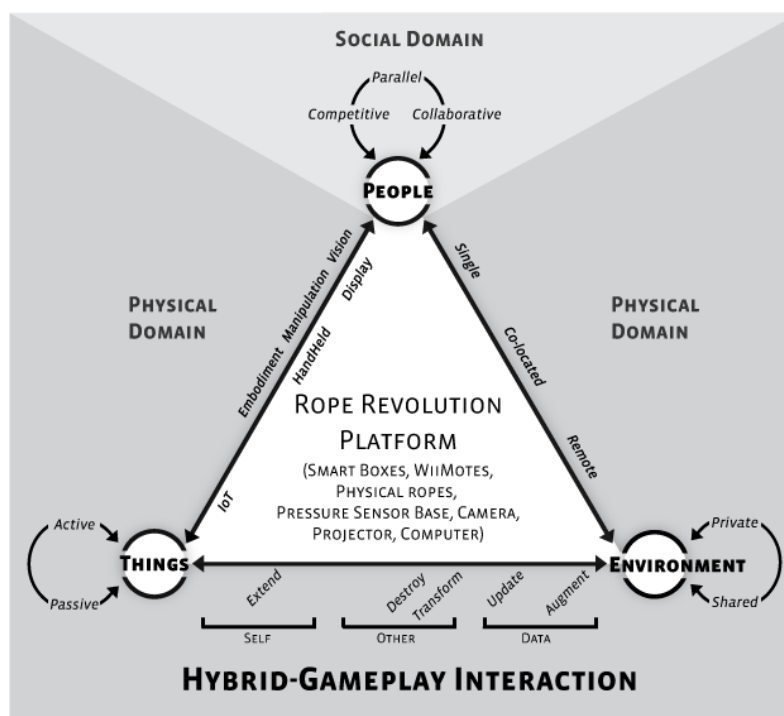 Social Domain
Parallel
Competitive
Collaborative
People
Physical
Domain
Physical
Domain
Embodiment Manipulation Vision
HandHeld Display
IoT
Single
Co-located
Remote
Rope Revolution
Platform
(Smart Boxes, WiiMotes,
Physical ropes,
Pressure Sensor Base, Camera,
Projector, Computer)
Active
Things
Passive
Private
Environment
Shared
Extend
Destroy
Transform
Update
Augment
Self
Other
Data
Hybrid-Gameplay Interaction